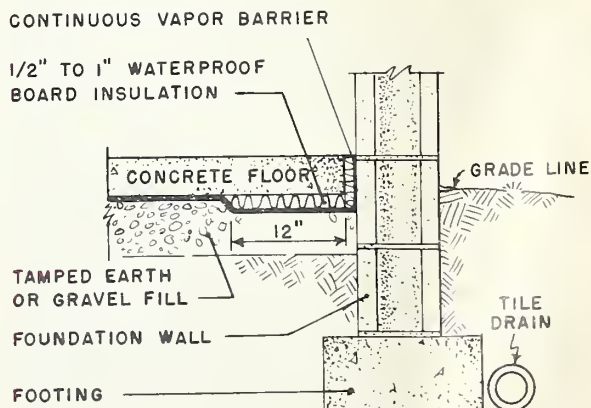 CONTINUOUS VAPOR BARRIER
1/2" TO 1" WATERPROOF
BOARD INSULATION
CONCRETE FLOOR
GRADE LINE
12"
TAMPED EARTH
OR GRAVEL FILL
FOUNDATION WALL
TILE
DRAIN
FOOTING